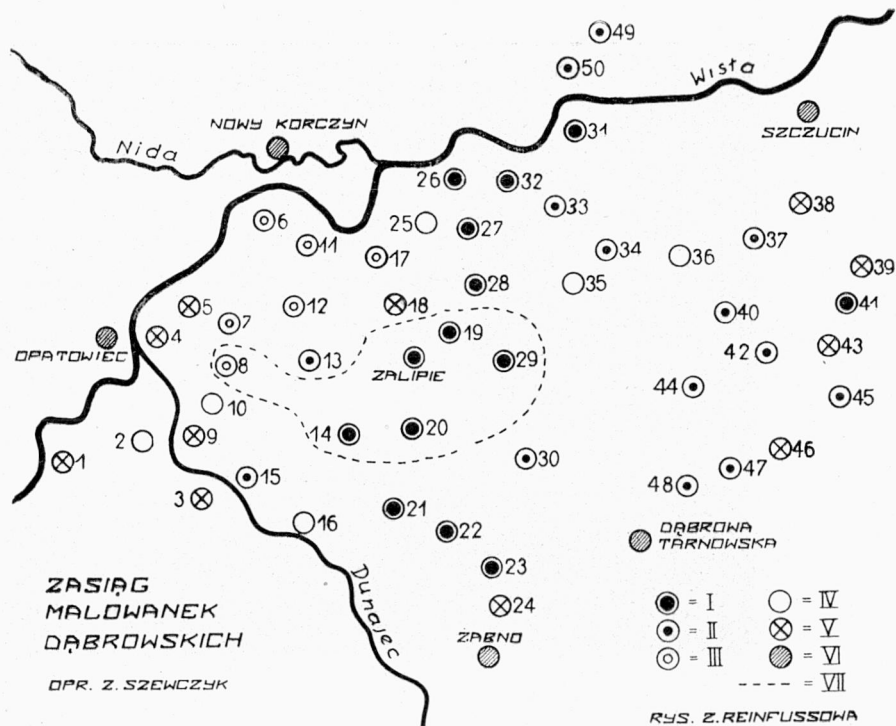 49
50
Wisła
NOWY KORCZYN
SZCZUCIN
31
Nida
26
32
38
6
25
27
33
11
34
37
17
36
39
28
35
5
12
18
41
7
40
4
19
OPATOWIEC
42
43
8
13
ZALIPIE
29
44
45
10
14
20
2
9
46
1
30
15
47
48
3
21
16
22
DĄBROWA
TARNOWSKA
23
Dunajec
ZASIĄG
MALOWANEK
DĄBROWSKICH
24
ŻABNO
OPR. Z. SZEWCZYK
= I
= II
= III
= IV
= V
= VI
= VII
RYS. Z. REINFUSSOWA